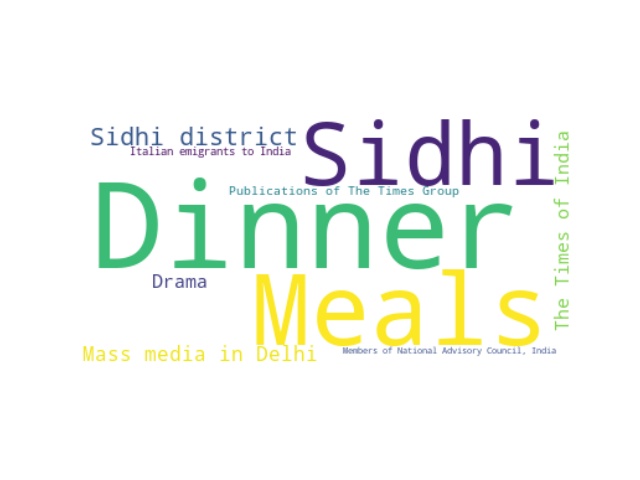 Sidhi
Sidhi district
Italian emigrants to India
Publications of The Times Group
Dinner
The Times of India
Drama
Meals
Mass media in Delhi
Members of National Advisory Council, India